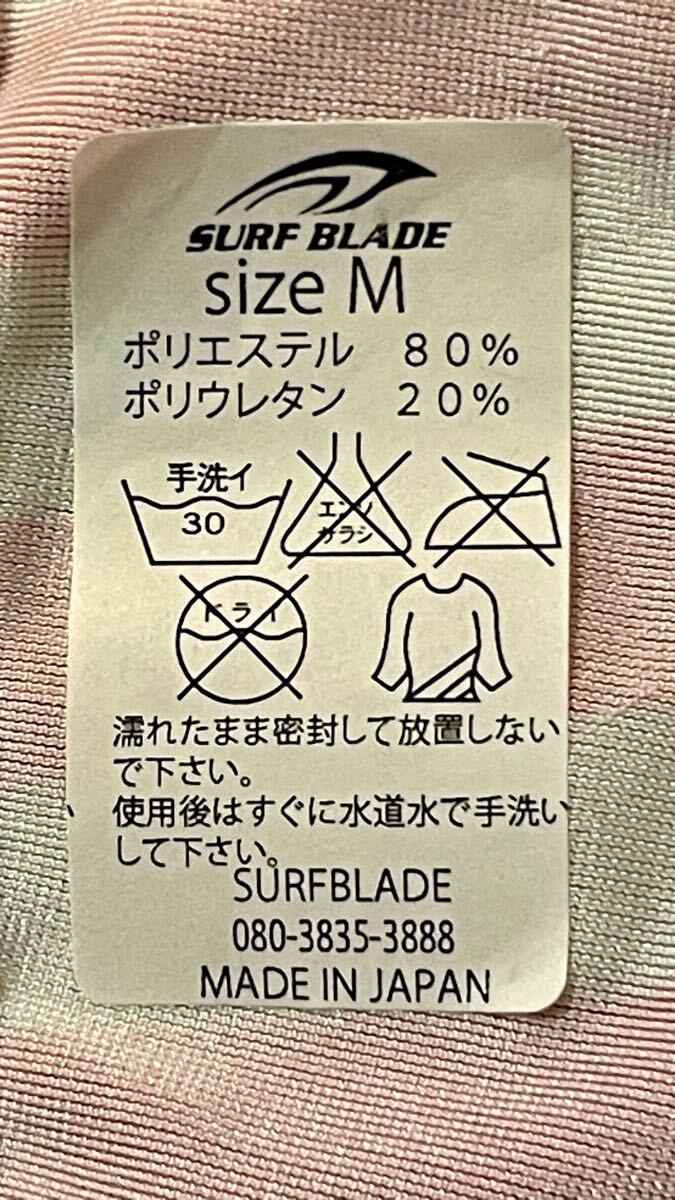 SURF BLADE
size M
ポリエステル　８０％
ポリウレタン　２０％
手洗イ
30
エンソ
サラシ
ドライ
濡れたまま密封して放置しない
で下さい。
使用後はすぐに水道水で手洗い
して下さい。
SURFBLADE
080-3835-3888
MADE IN JAPAN